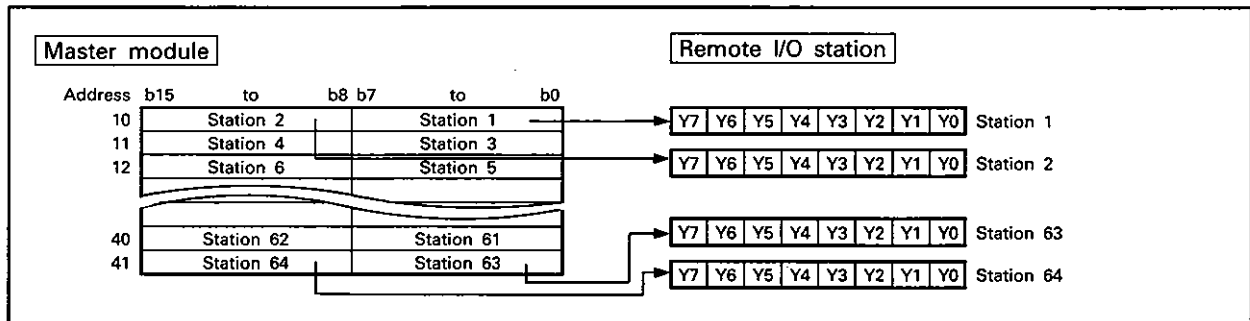 Master module
Remote I/O station
Address b15 to b8 b7 to b0
10 Station 2 Station 1
Y7 Y6 Y5 Y4 Y3 Y2 Y1 Y0 Station 1
11 Station 4 Station 3
12 Station 6 Station 5
Y7 Y6 Y5 Y4 Y3 Y2 Y1 Y0 Station 2
40 Station 62 Station 61
Y7 Y6 Y5 Y4 Y3 Y2 Y1 Y0 Station 63
41 Station 64 Station 63
Y7 Y6 Y5 Y4 Y3 Y2 Y1 Y0 Station 64